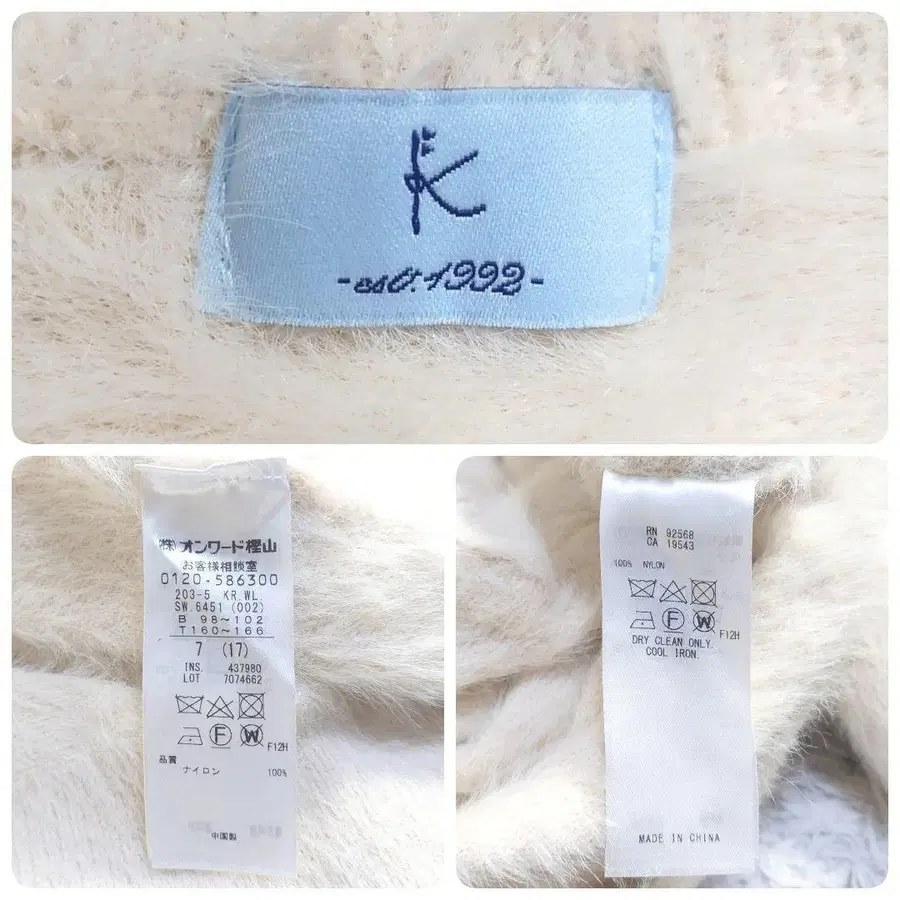 K
-est.1992-
(株)オンワード樫山
お客様相談室
0120-586300
203-5 KR.WL.
SW.6451 (002)
B 98~102
T160~166
7 (17)
INS. 437980
LOT 7074662
F W F12H
品質
ナイロン 100%
中国製
RN 92568
CA 19543
100% NYLON
F W F12H
DRY CLEAN ONLY.
COOL IRON.
MADE IN CHINA